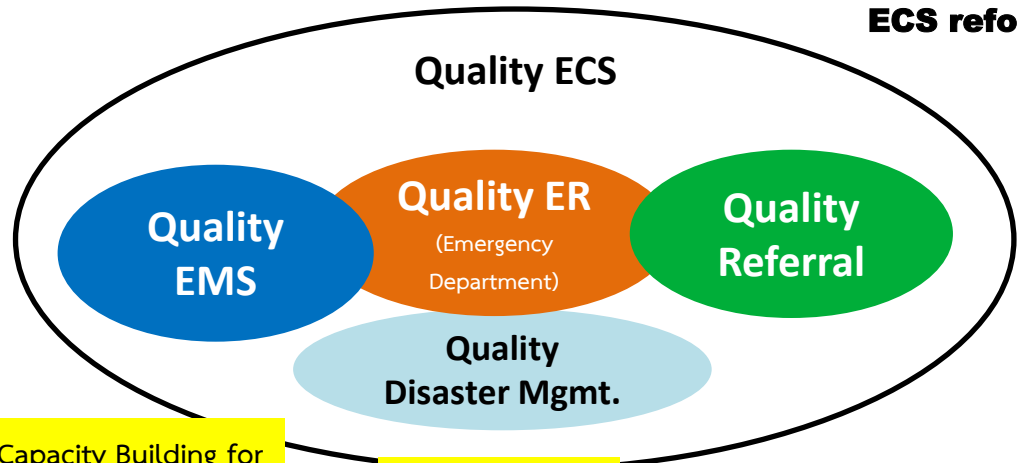 ECS refo
Quality ECS
Quality
EMS
Quality ER
(Emergency
Department)
Quality
Referral
Quality
Disaster Mgmt.
Capacity Building for